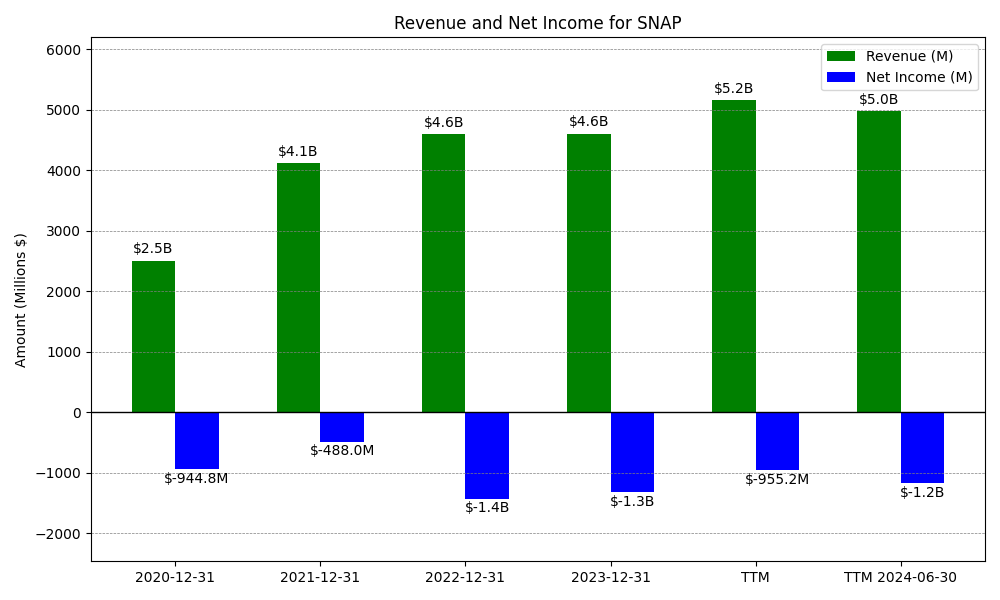 Revenue and Net Income for SNAP
Revenue (M)
Net Income (M)
Amount (Millions $)
6000
5000
4000
3000
2000
1000
0
−1000
−2000
$2.5B
$4.1B
$4.6B
$4.6B
$5.2B
$5.0B
$-944.8M
$-488.0M
$-1.4B
$-1.3B
$-955.2M
$-1.2B
2020-12-31
2021-12-31
2022-12-31
2023-12-31
TTM
TTM 2024-06-30